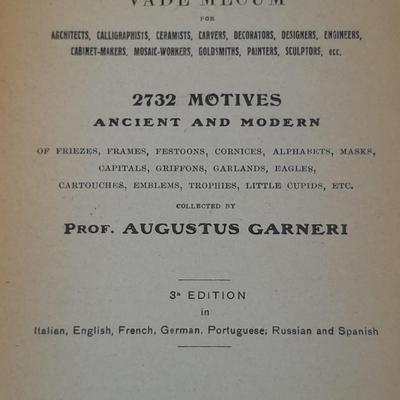 VADE MECUM
FOR
ARCHITECTS, CALLIGRAPHISTS, CERAMISTS, CARVERS, DECORATORS, DESIGNERS, ENGINEERS,
CABINET-MAKERS, MOSAIC-WORKERS, GOLDSMITHS, PAINTERS, SCULPTORS, ecc.
2732 MOTIVES
ANCIENT AND MODERN
OF FRIEZES, FRAMES, FESTOONS, CORNICES, ALPHABETS, MASKS,
CAPITALS, GRIFFONS, GARLANDS, EAGLES,
CARTOUCHES, EMBLEMS, TROPHIES, LITTLE CUPIDS, ETC.
COLLECTED BY
PROF. AUGUSTUS GARNERI
3ª EDITION
in
Italian, English, French, German, Portuguese; Russian and Spanish